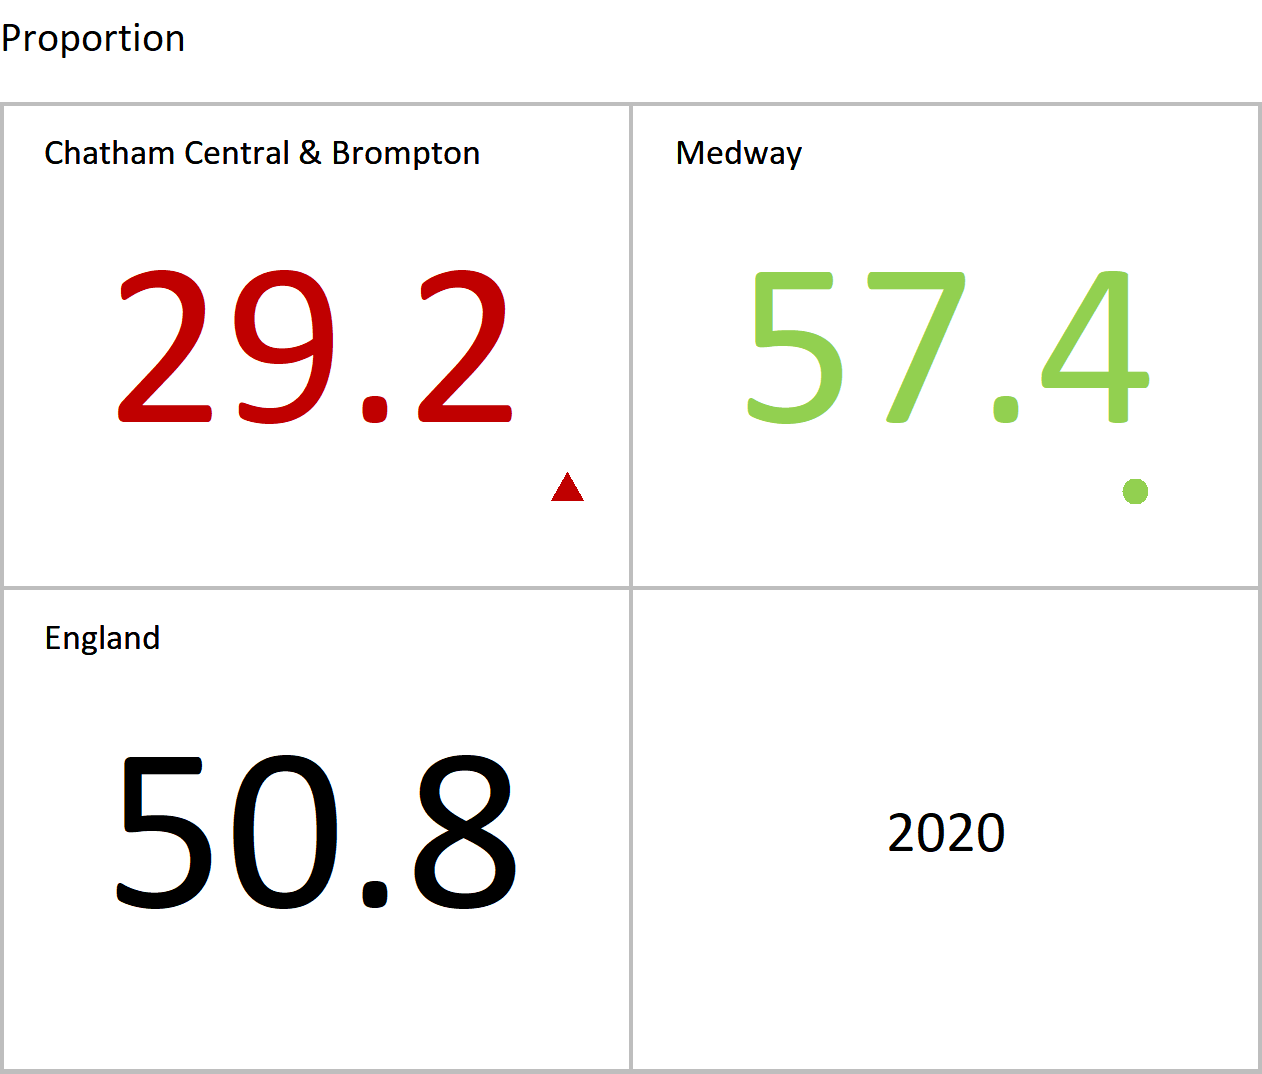 Proportion
Chatham Central & Brompton
29.2
Medway
57.4
England
50.8
2020